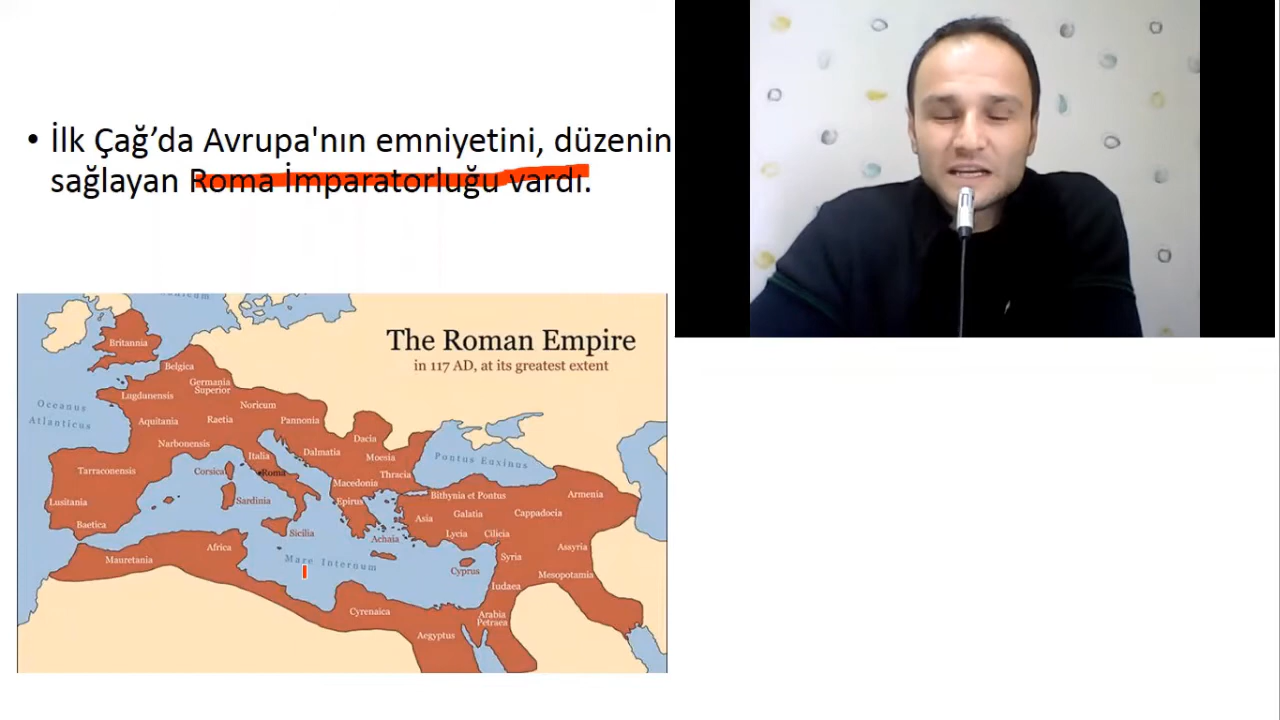 • İlk Çağ’da Avrupa'nın emniyetini, düzenin
sağlayan Roma İmparatorluğu vardı.
The Roman Empire
in 117 AD, at its greatest extent
Britannia
Belgica
Germania
Superior
Lugdunensis
Oceanus
Atlanticus
Noricum
Aquitania
Raetia
Pannonia
Narbonensis
Dacia
Italia
Dalmatia
Moesia
Pontus Euxinus
Tarraconensis
Corsica
Roma
Thracia
Macedonia
Lusitania
Sardinia
Epirus
Bithynia et Pontus
Armenia
Baetica
Asia
Galatia
Cappadocia
Sicilia
Achaia
Lycia
Cilicia
Mauretania
Africa
Mare Internum
Syria
Assyria
Cyprus
Mesopotamia
Iudaea
Cyrenaica
Arabia
Petraea
Aegyptus